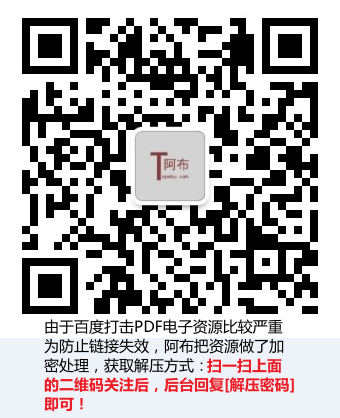 T阿布
由于百度打击PDF电子资源比较严重
为防止链接失效，阿布把资源做了加
密处理，获取解压方式：扫一扫上面
的二维码关注后，后台回复[解压密码]
即可！